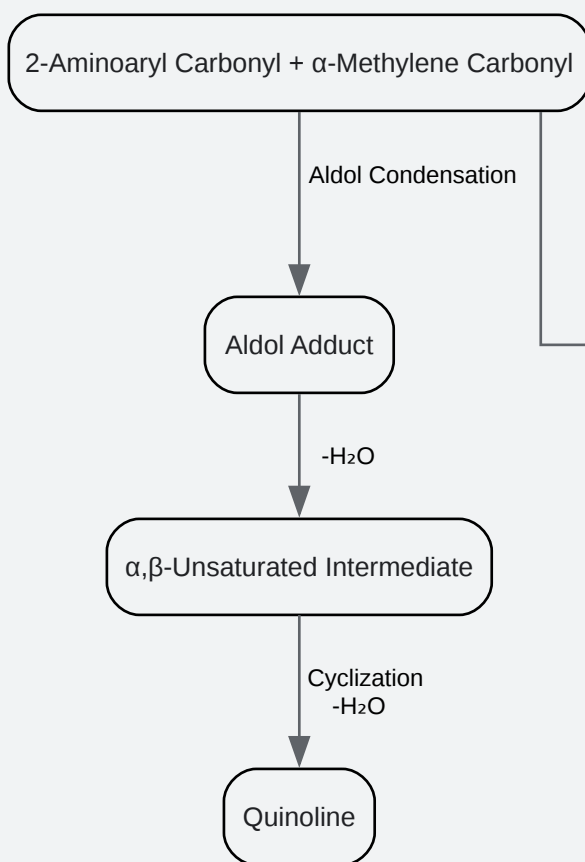 2-Aminoaryl Carbonyl + α-Methylene Carbonyl
Aldol Condensation
Aldol Adduct
-H₂O
α,β-Unsaturated Intermediate
Cyclization
-H₂O
Quinoline